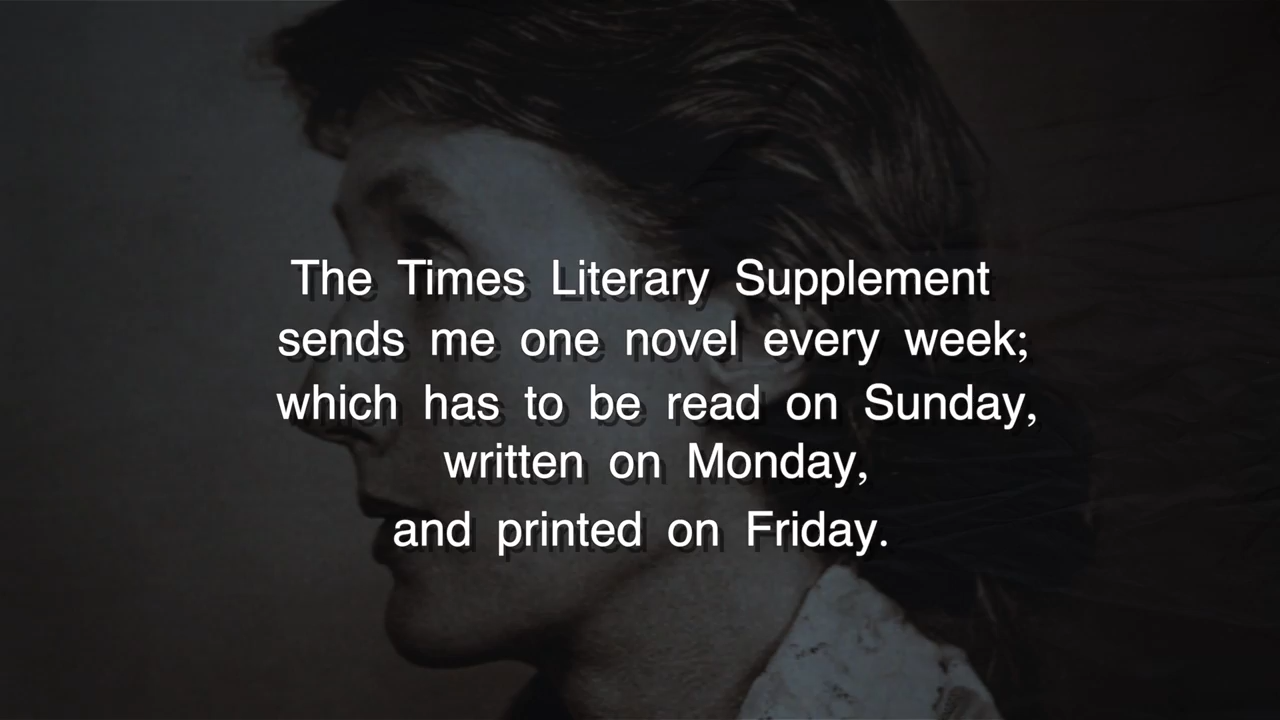 The Times Literary Supplement
sends me one novel every week;
which has to be read on Sunday,
written on Monday,
and printed on Friday.